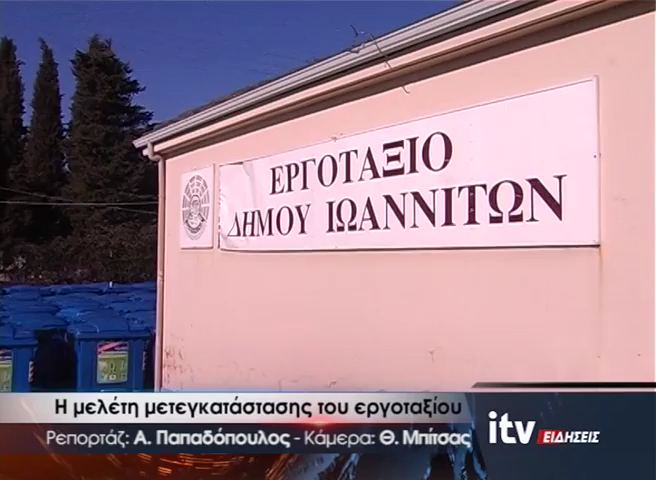 ΕΡΓΟΤΑΞΙΟ
ΔΗΜΟΥ ΙΩΑΝΝΙΤΩΝ
Η μελέτη μετεγκατάστασης του εργοταξίου
Ρεπορτάζ: Α. Παπαδόπουλος - Κάμερα: Θ. Μπίτσας
itv ΕΙΔΗΣΕΙΣ